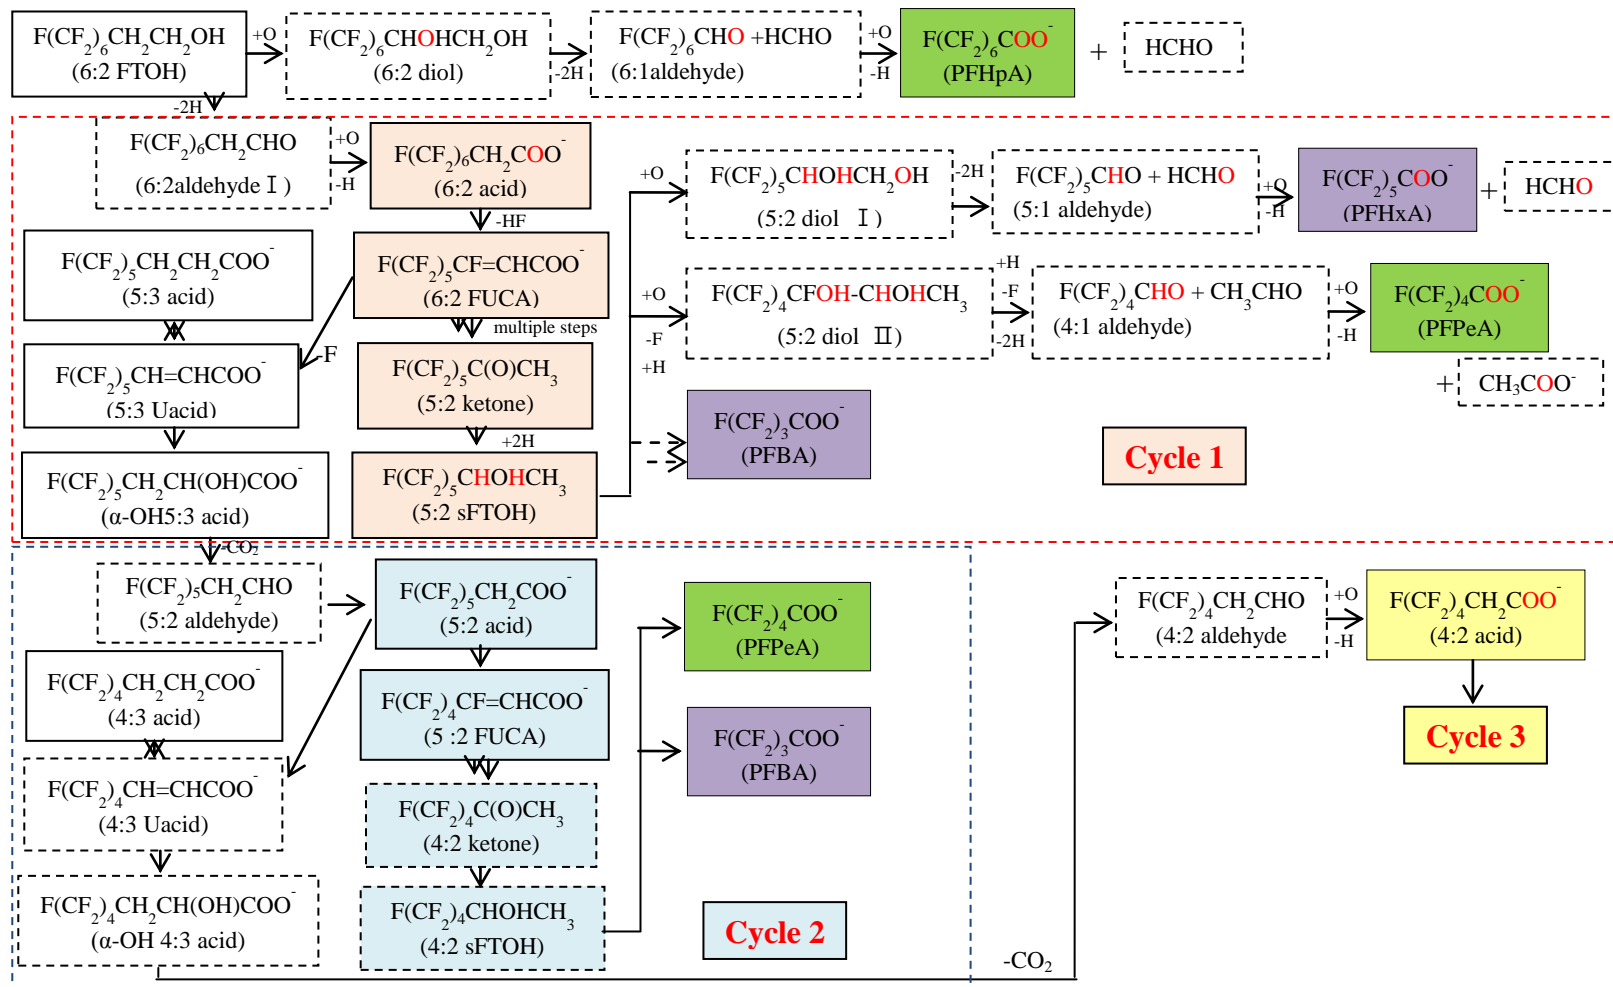 F(CF2)6CH2CH2OH
(6:2 FTOH)
+O
F(CF2)6CHOHCH2OH
(6:2 diol)
-2H
F(CF2)6CHO +HCHO
(6:1aldehyde)
+O
-H
F(CF2)6COO-
(PFHpA)
+
HCHO
-2H
F(CF2)6CH2CHO
(6:2aldehyde I)
+O
-H
F(CF2)6CH2COO-
(6:2 acid)
-HF
F(CF2)5CF=CHCOO-
(6:2 FUCA)
multiple steps
F(CF2)5C(O)CH3
(5:2 ketone)
+2H
F(CF2)5CHOHCH3
(5:2 sFTOH)
F(CF2)5CH2CH2COO-
(5:3 acid)
-F
F(CF2)5CH=CHCOO-
(5:3 Uacid)
F(CF2)5CH2CH(OH)COO-
(α-OH5:3 acid)
+O
F(CF2)5CHOHCH2OH
(5:2 diol I)
-2H
F(CF2)5CHO + HCHO
(5:1 aldehyde)
+O
-H
F(CF2)5COO-
(PFHxA)
+
HCHO
+O
-F
+H
F(CF2)4CFOH-CHOHCH3
(5:2 diol II)
+H
-F
-2H
F(CF2)4CHO + CH3CHO
(4:1 aldehyde)
+O
-H
F(CF2)4COO-
(PFPeA)
+
CH3COO-
F(CF2)3COO-
(PFBA)
Cycle 1
-CO2
F(CF2)5CH2CHO
(5:2 aldehyde)
F(CF2)5CH2COO-
(5:2 acid)
F(CF2)4CF=CHCOO-
(5 :2 FUCA)
F(CF2)4C(O)CH3
(4:2 ketone)
F(CF2)4CHOHCH3
(4:2 sFTOH)
F(CF2)4CH2CH2COO-
(4:3 acid)
F(CF2)4CH=CHCOO-
(4:3 Uacid)
F(CF2)4CH2CH(OH)COO-
(α-OH 4:3 acid)
F(CF2)4COO-
(PFPeA)
F(CF2)3COO-
(PFBA)
Cycle 2
-CO2
F(CF2)4CH2CHO
(4:2 aldehyde
+O
-H
F(CF2)4CH2COO-
(4:2 acid)
Cycle 3